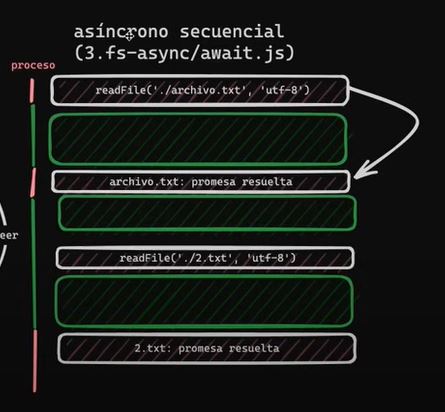 asíncrono secuencial
(3.fs-async/await.js)
proceso
readFile('./archivo.txt', 'utf-8')
archivo.txt: promesa resuelta
eer
readFile('./2.txt', 'utf-8')
2.txt: promesa resuelta